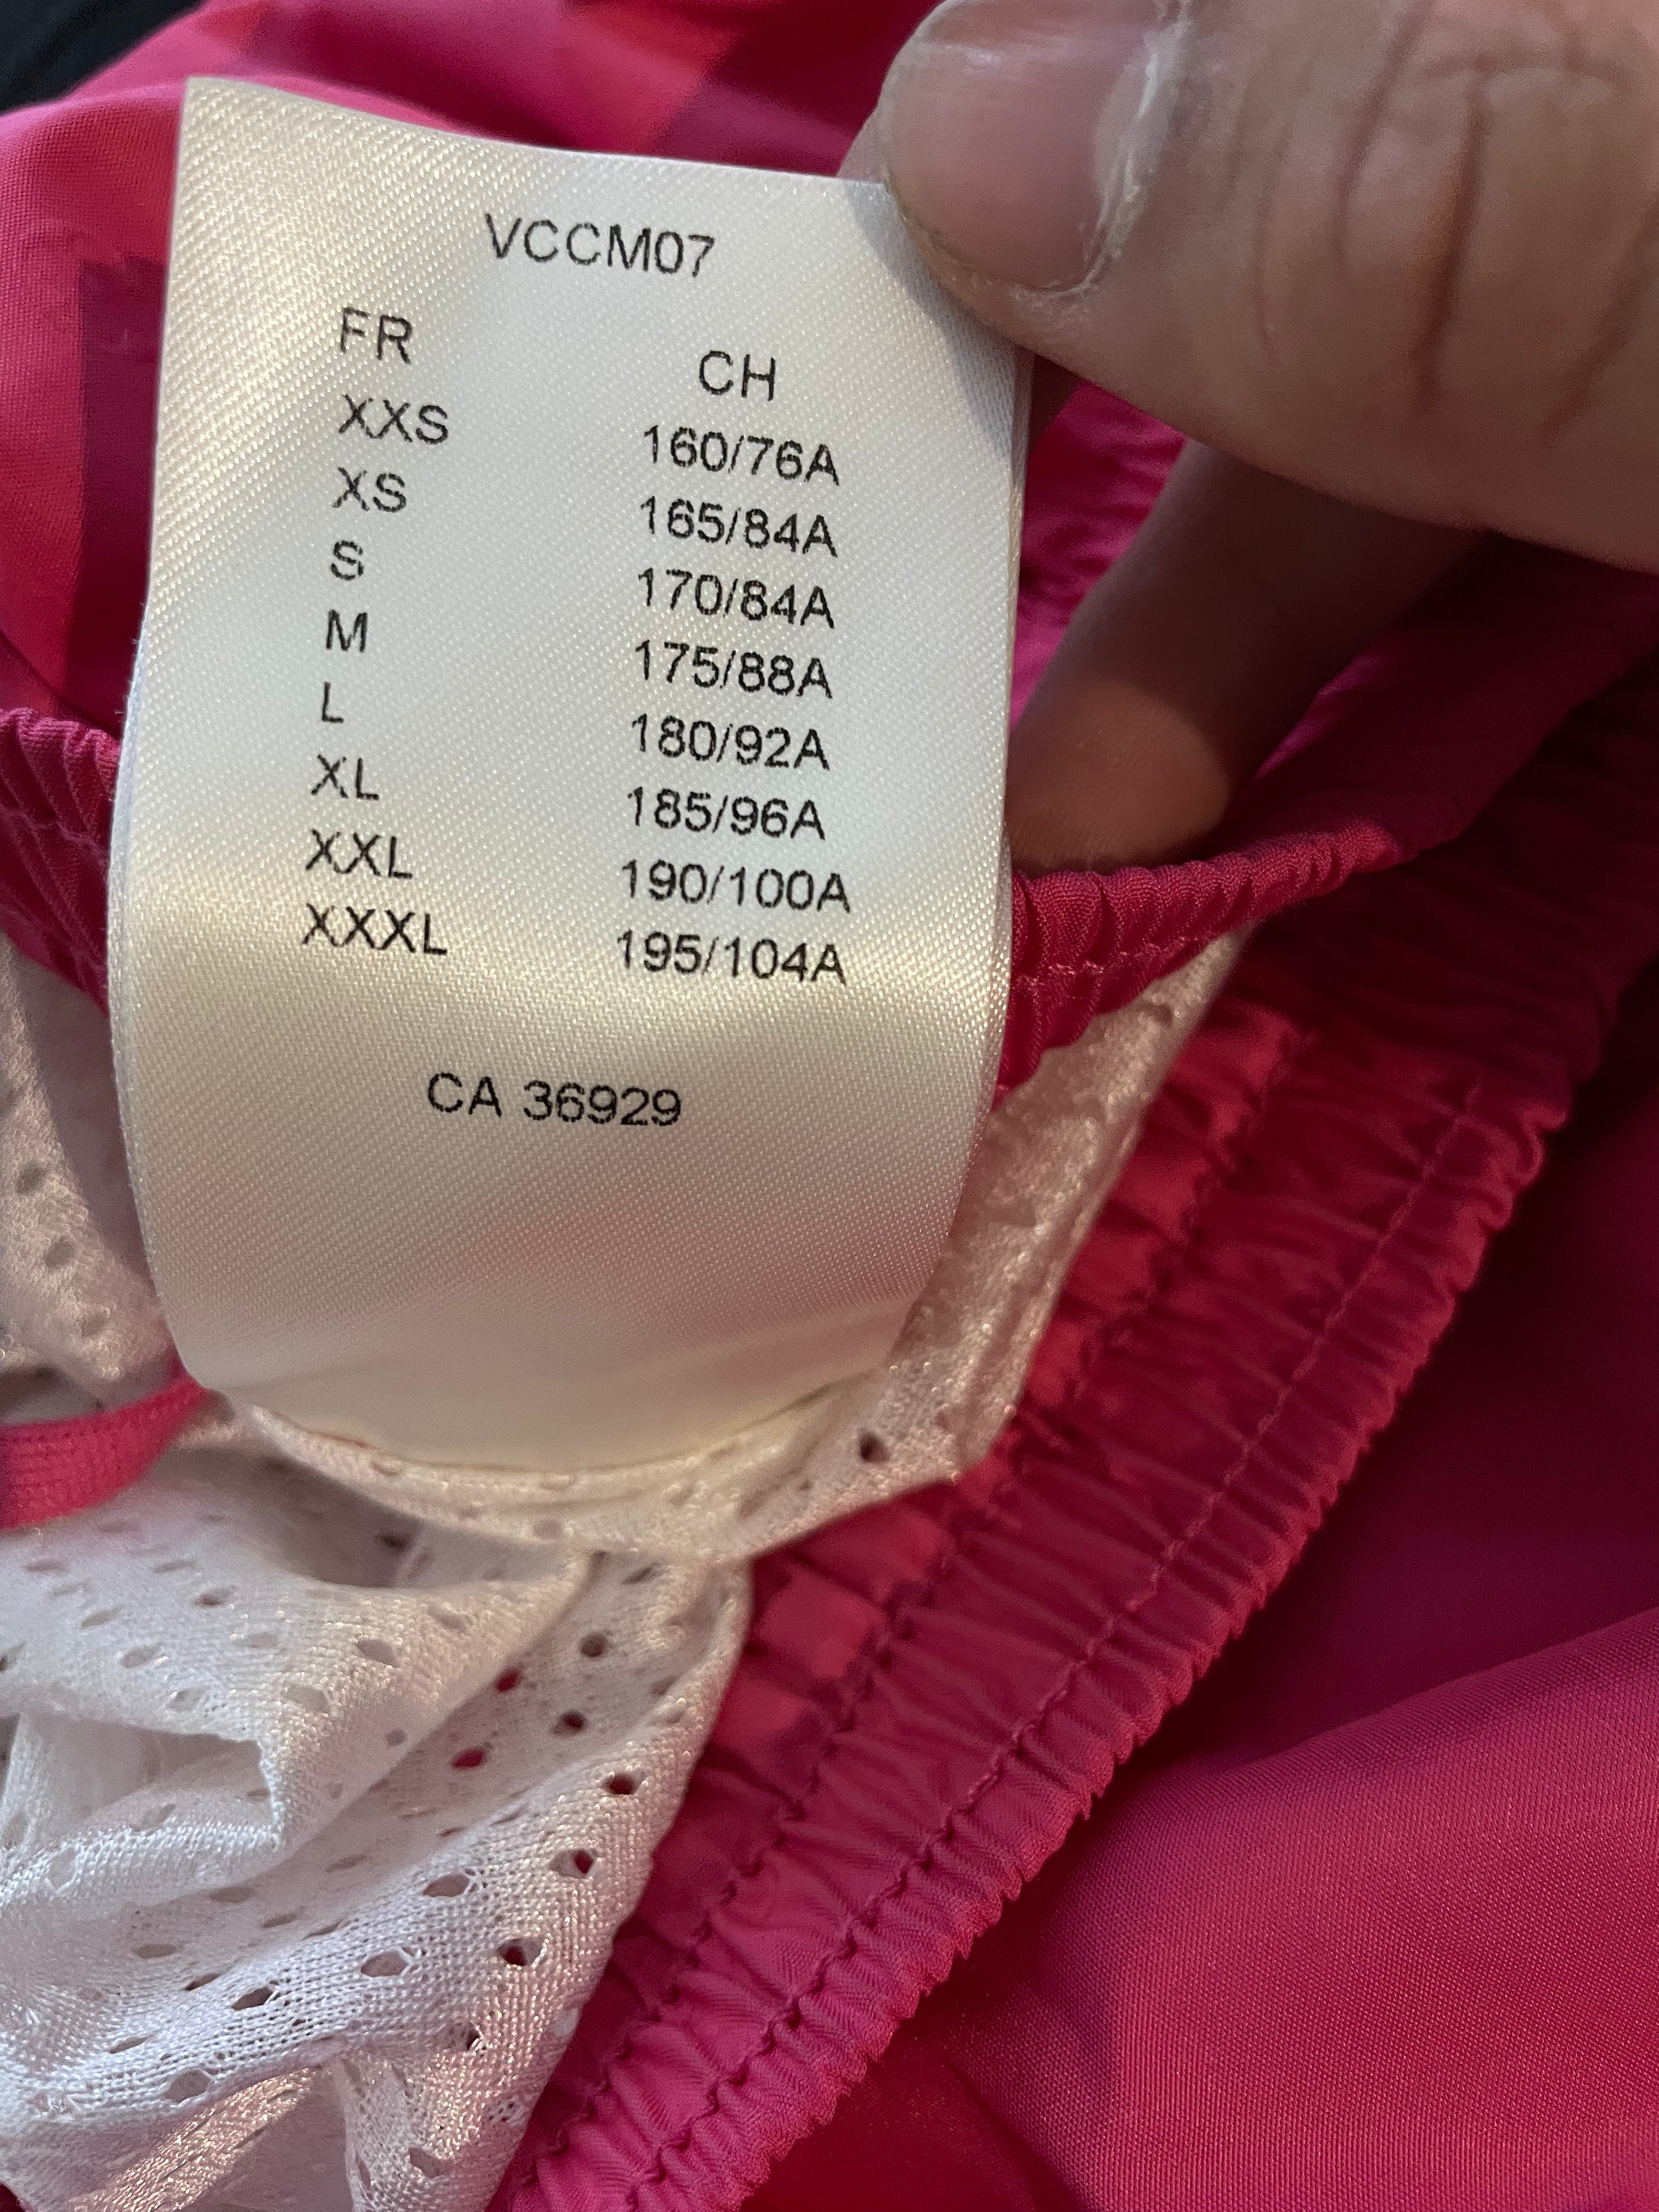 VCCM07
FR CH
XXS 160/76A
XS 165/84A
S 170/84A
M 175/88A
L 180/92A
XL 185/96A
XXL 190/100A
XXXL 195/104A
CA 36929